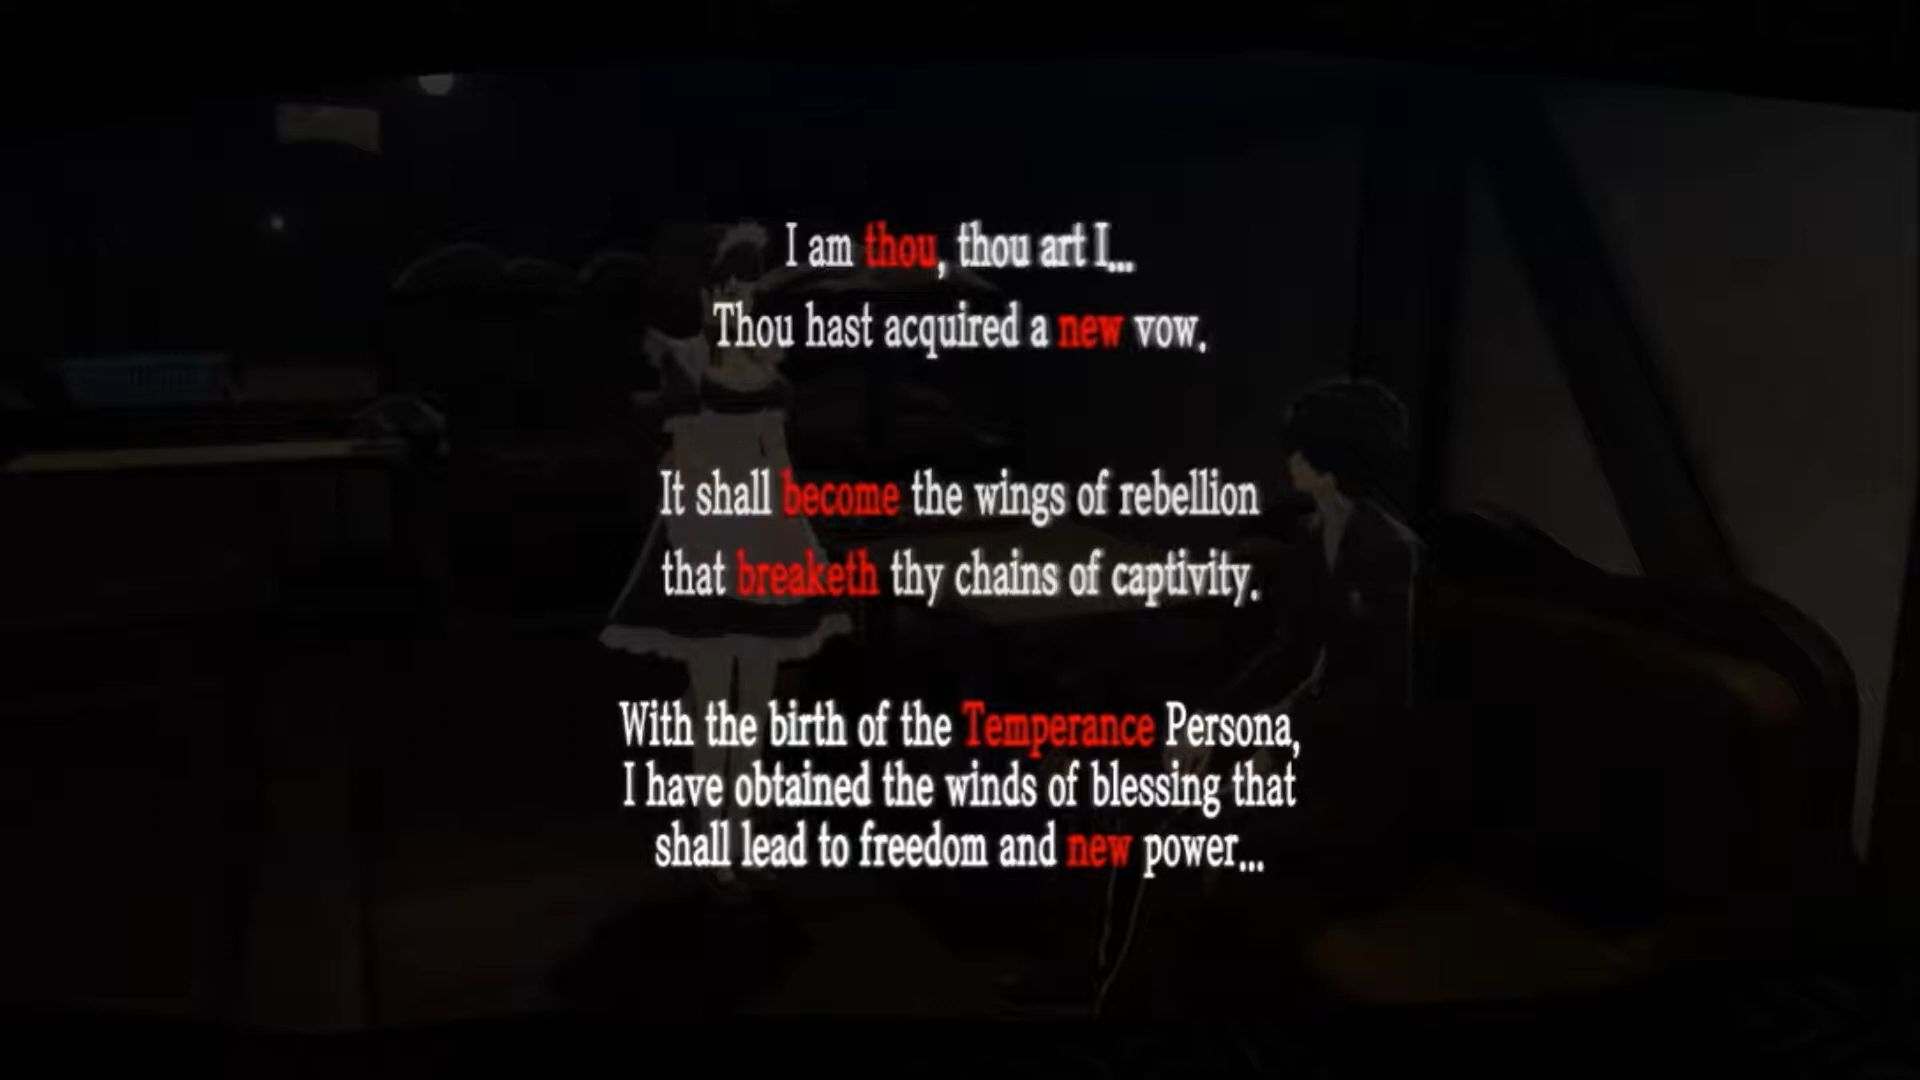 I am thou, thou art I...
Thou hast acquired a new vow.
It shall become the wings of rebellion
that breaketh thy chains of captivity.
With the birth of the Temperance Persona,
I have obtained the winds of blessing that
shall lead to freedom and new power...